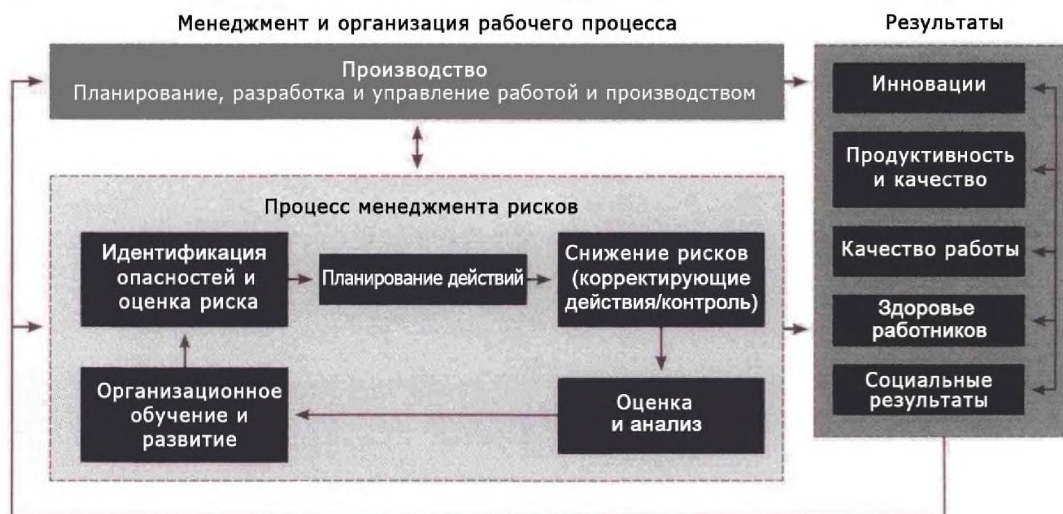 Менеджмент и организация рабочего процесса
Результаты
Производство
Планирование, разработка и управление работой и производством
Процесс менеджмента рисков
Идентификация
опасностей и
оценка риска
Планирование действий
Снижение рисков
(корректирующие
действия/контроль)
Оценка
и анализ
Организационное
обучение и
развитие
Инновации
Продуктивность
и качество
Качество работы
Здоровье
работников
Социальные
результаты